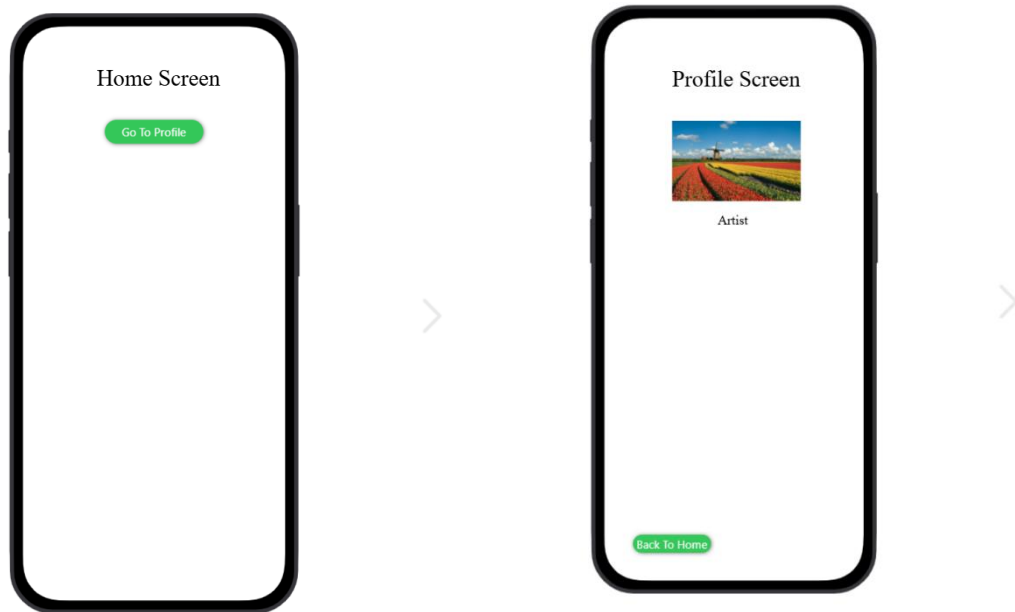 Home Screen
Go To Profile
Profile Screen
Artist
Back To Home